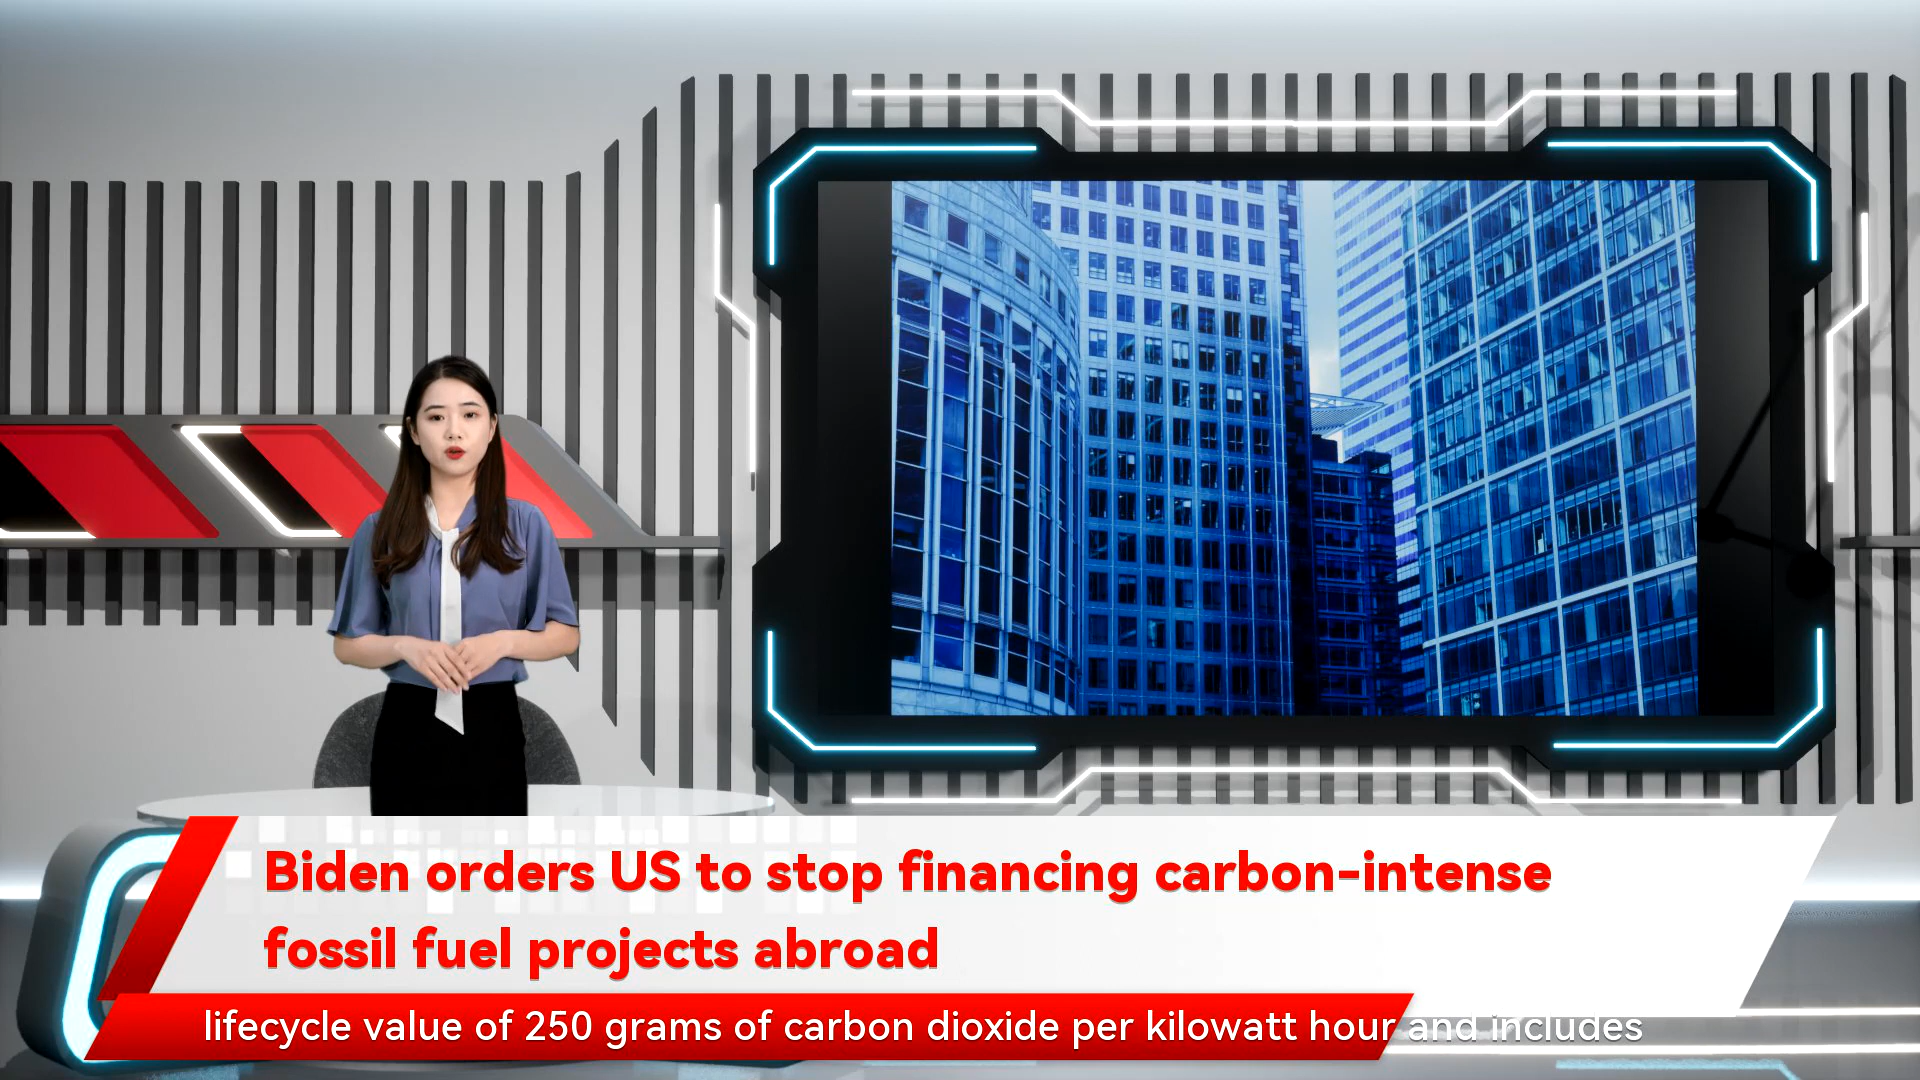 Biden orders US to stop financing carbon-intense
fossil fuel projects abroad
lifecycle value of 250 grams of carbon dioxide per kilowatt hour and includes